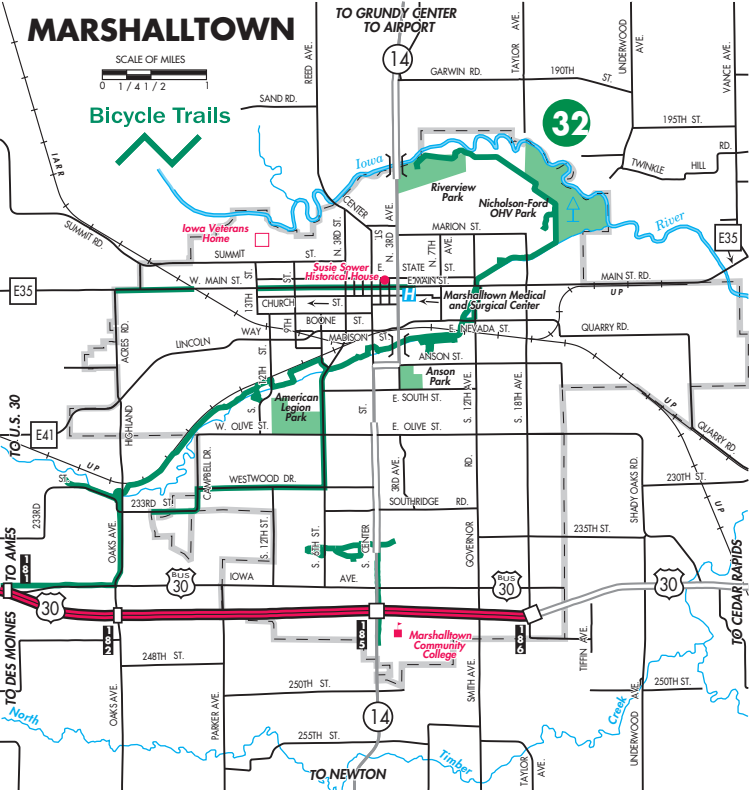 MARSHALLTOWN
TO GRUNDY CENTER
TO AIRPORT
SCALE OF MILES
0 1/4 1/2 1
Bicycle Trails
14
REED AVE.
TAYLOR AVE.
UNDERWOOD AVE.
VANCE AVE.
GARWIN RD.
190TH ST.
SAND RD.
32
195TH ST.
IARR
Iowa
TWINKLE HILL RD.
Riverview
Park
Nicholson-Ford
OHV Park
River
CENTER ST.
N. 3RD AVE.
N. 3RD ST.
N. 7TH AVE.
SUMMIT RD.
Iowa Veterans
Home
MARION ST.
E35
SUMMIT ST.
Susie Sower
Historical House
E. STATE ST.
E. MAIN ST.
W. MAIN ST.
MAIN ST. RD.
E35
UP
H
13TH ST.
CHURCH ST.
9TH ST.
Marshalltown Medical
and Surgical Center
BOONE ST.
ACRES RD.
LINCOLN WAY
MADISON ST.
E. NEVADA ST.
QUARRY RD.
ANSON ST.
S. 12TH ST.
Anson
Park
S. 12TH AVE.
S. 18TH AVE.
American
Legion
Park
ST.
E. SOUTH ST.
UP
TO U.S. 30
E41
HIGHLAND
W. OLIVE ST.
E. OLIVE ST.
QUARRY RD.
UP
CAMPBELL DR.
3RD AVE.
RD.
SHADY OAKS RD.
ST.
WESTWOOD DR.
230TH ST.
UP
233RD
233RD ST.
SOUTHRIDGE RD.
OAKS AVE.
S. 12TH ST.
S. 6TH ST.
S. CENTER
GOVERNOR
235TH ST.
TO AMES
181
BUS 30
IOWA AVE.
BUS 30
30
30
TO CEDAR RAPIDS
TO DES MOINES
182
185
186
Marshalltown
Community
College
TIFFIN AVE.
248TH ST.
250TH ST.
250TH ST.
OAKS AVE.
PARKER AVE.
SMITH AVE.
UNDERWOOD AVE.
North
14
Creek
255TH ST.
Timber
TAYLOR AVE.
TO NEWTON